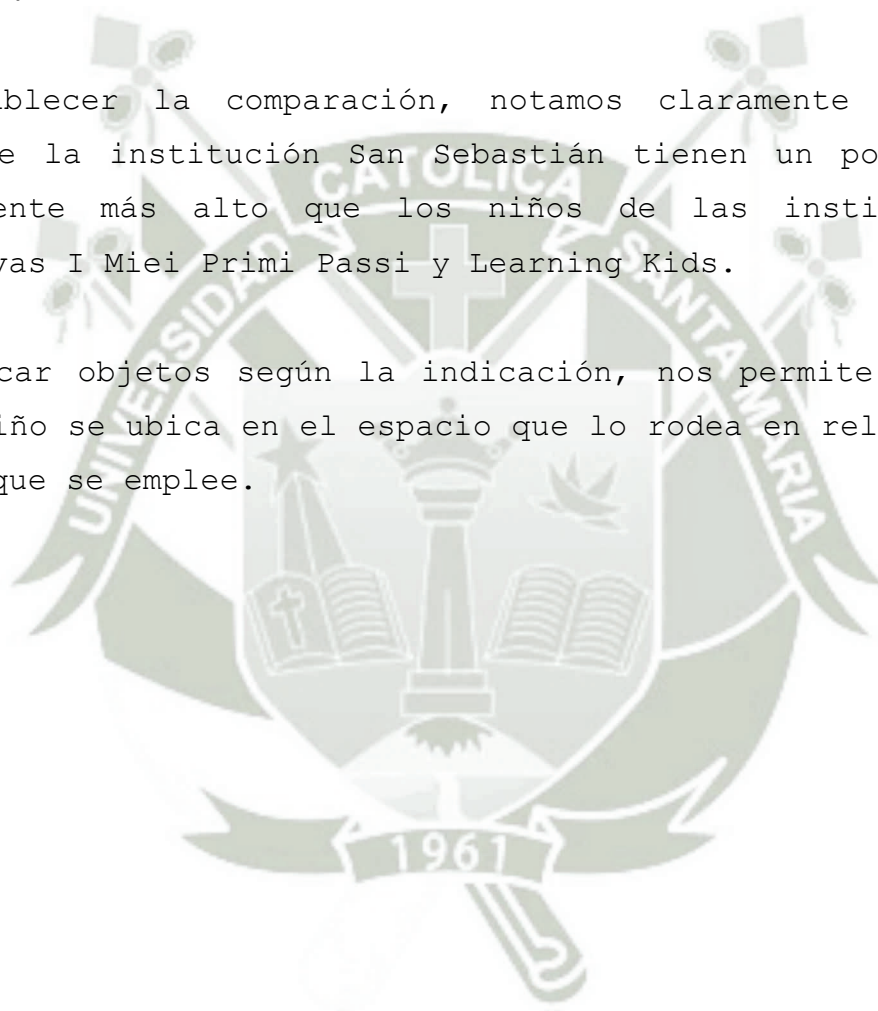 ablecer la comparación, notamos claramente
e la institución San Sebastián tienen un po
ente más alto que los niños de las insti
vas I Miei Primi Passi y Learning Kids.
car objetos según la indicación, nos permite
iño se ubica en el espacio que lo rodea en rel
que se emplee.
UNIVERSIDAD CATOLICA SANTA MARIA
1961